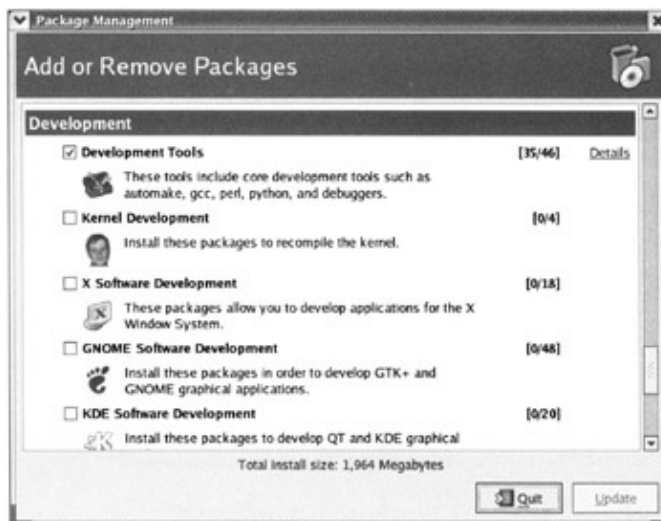 Package Management
Add or Remove Packages
Development
Development Tools [35/46] Details
These tools include core development tools such as
automake, gcc, perl, python, and debuggers.
Kernel Development [0/4]
Install these packages to recompile the kernel.
X Software Development [0/18]
These packages allow you to develop applications for the X
Window System.
GNOME Software Development [0/48]
Install these packages in order to develop GTK+ and
GNOME graphical applications.
KDE Software Development [0/20]
Install these packages to develop QT and KDE graphical
Total install size: 1,964 Megabytes
Quit Update